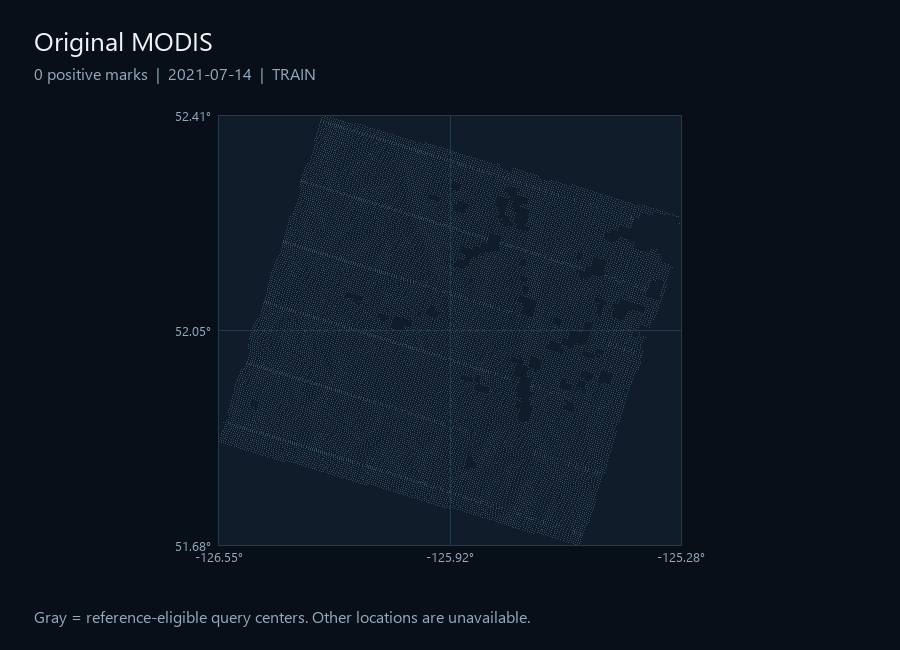 Original MODIS
0 positive marks | 2021-07-14 | TRAIN
52.41°
52.05°
51.68°
-126.55° -125.92° -125.28°
Gray = reference-eligible query centers. Other locations are unavailable.